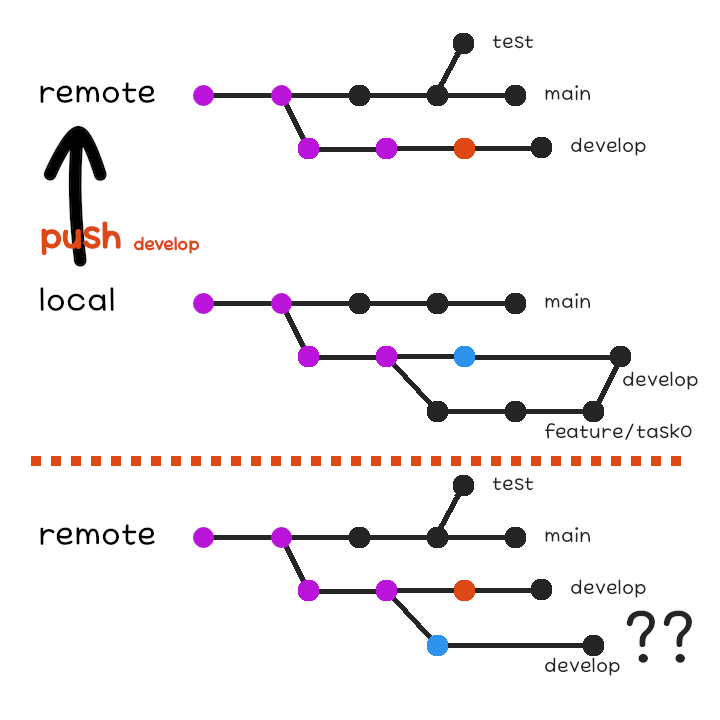 test
remote
main
develop
push develop
local
main
develop
feature/task0
test
remote
main
develop
??
develop